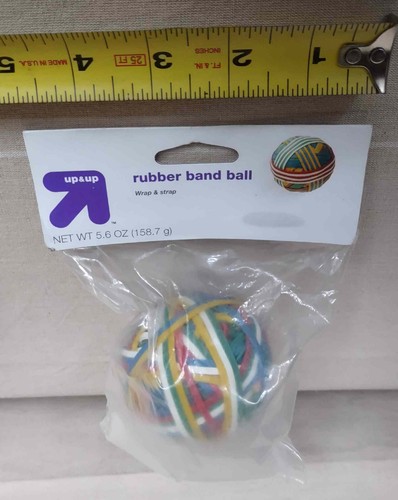 5 MADE IN U.S.A. 4 25 FT 3 FT. & IN. INCHES 2 1
up&up
rubber band ball
Wrap & strap
NET WT 5.6 OZ (158.7 g)